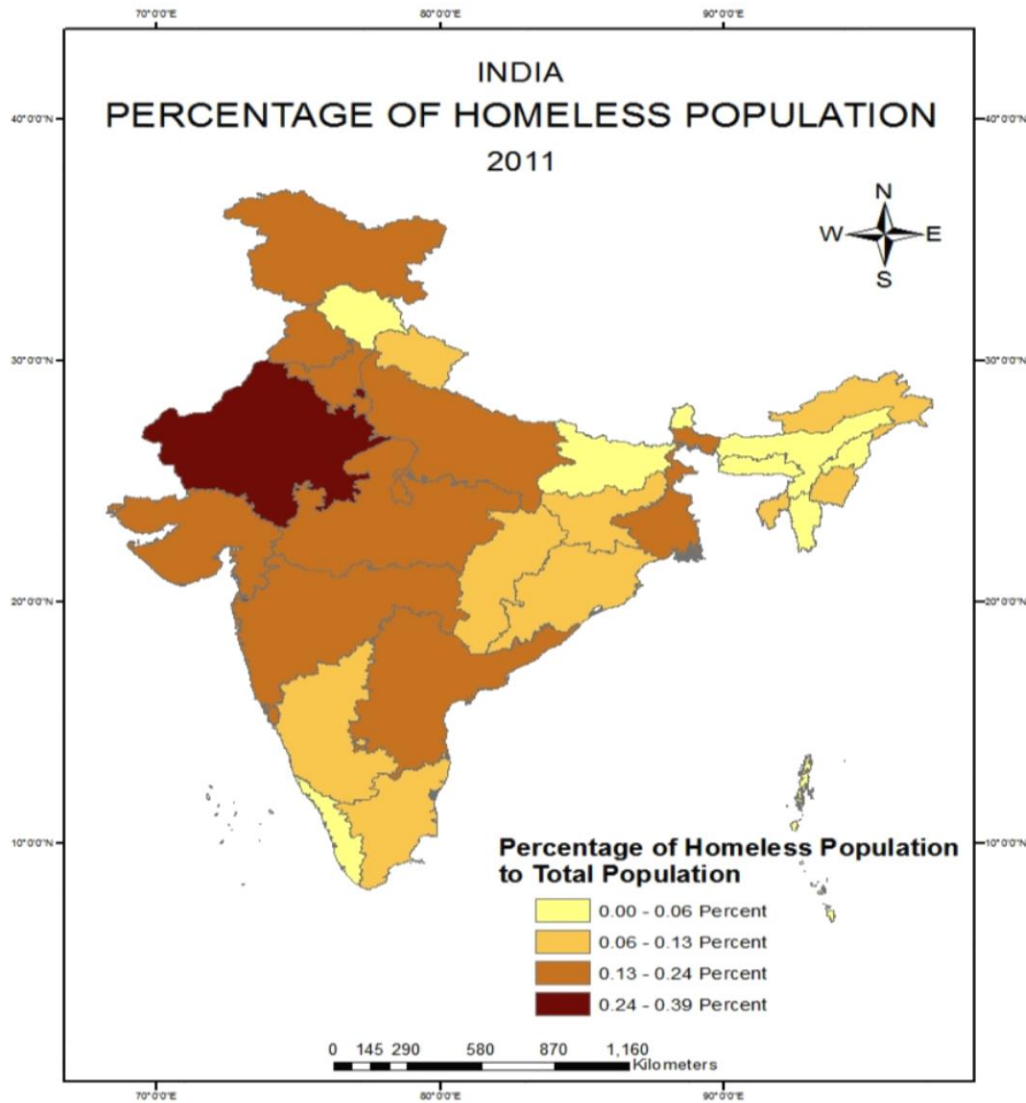 70°0'0"E 80°0'0"E 90°0'0"E
INDIA
PERCENTAGE OF HOMELESS POPULATION
2011
40°0'0"N 40°0'0"N
N
W E
S
30°0'0"N 30°0'0"N
20°0'0"N 20°0'0"N
10°0'0"N 10°0'0"N
Percentage of Homeless Population
to Total Population
0.00 - 0.06 Percent
0.06 - 0.13 Percent
0.13 - 0.24 Percent
0.24 - 0.39 Percent
0 145 290 580 870 1,160
Kilometers
70°0'0"E 80°0'0"E 90°0'0"E